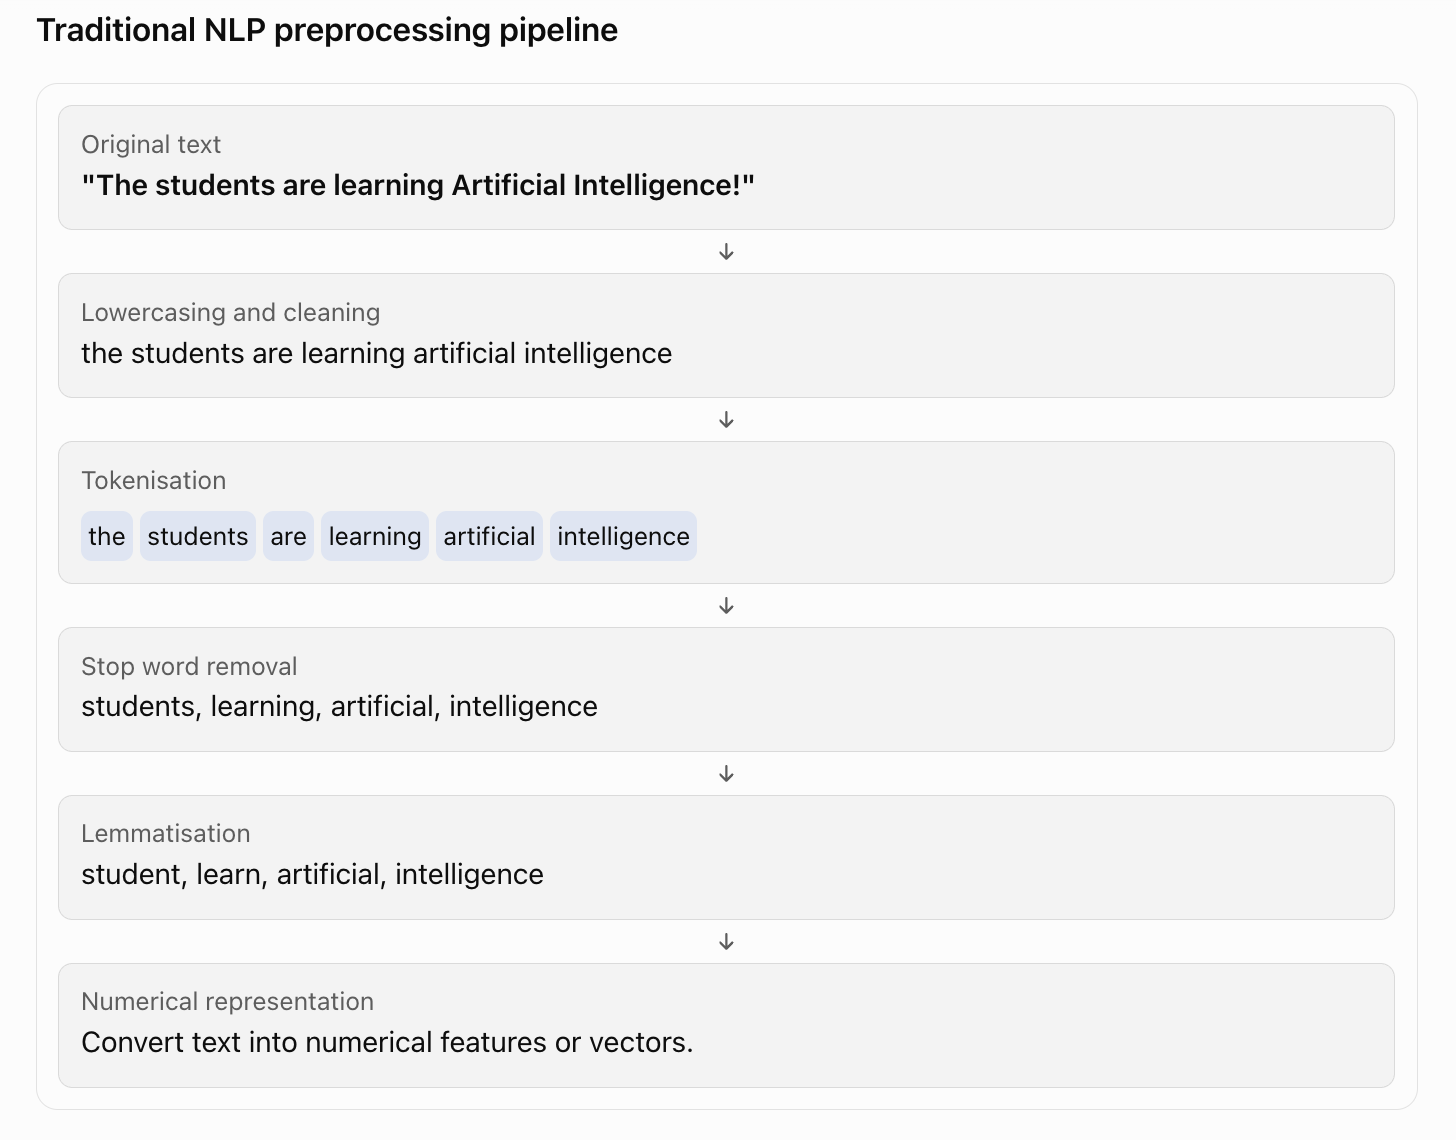 Traditional NLP preprocessing pipeline
Original text
"The students are learning Artificial Intelligence!"
Lowercasing and cleaning
the students are learning artificial intelligence
Tokenisation
the students are learning artificial intelligence
Stop word removal
students, learning, artificial, intelligence
Lemmatisation
student, learn, artificial, intelligence
Numerical representation
Convert text into numerical features or vectors.